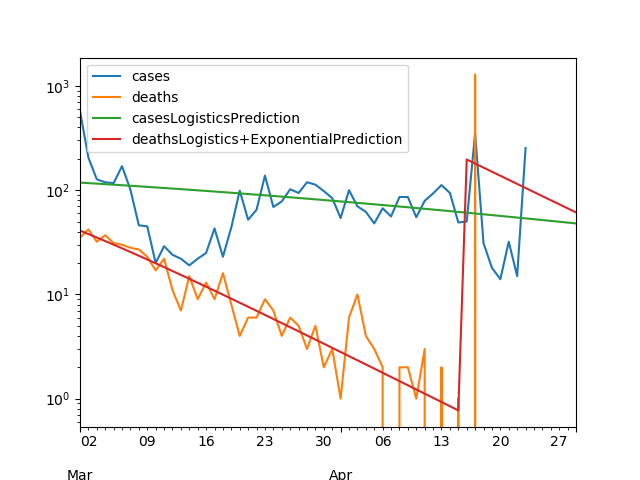 cases
deaths
casesLogisticsPrediction
deathsLogistics+ExponentialPrediction
10³
10²
10¹
10⁰
02 09 16 23 30 06 13 20 27
Mar Apr